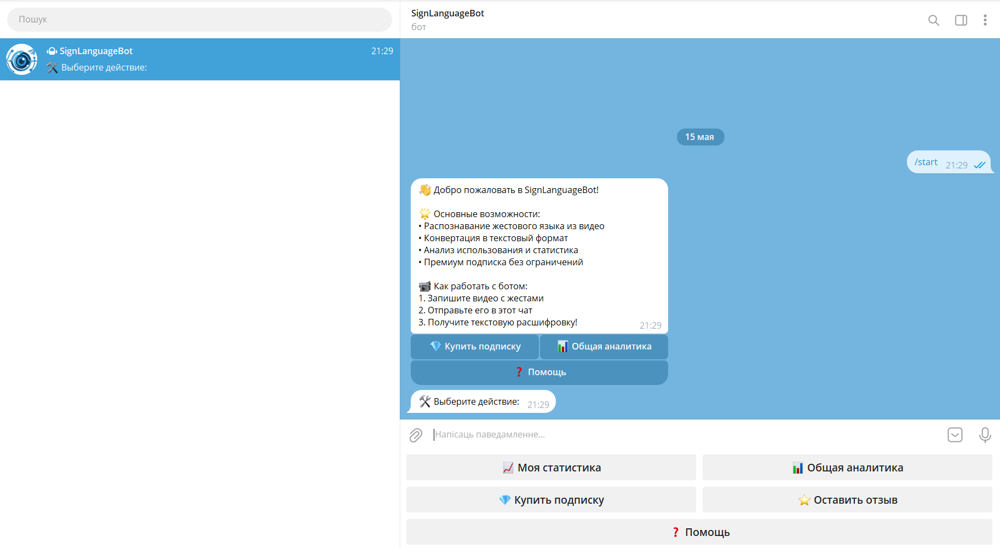 Пошук
SignLanguageBot
21:29
🛠 Выберите действие:
SignLanguageBot
бот
15 мая
/start 21:29
👋 Добро пожаловать в SignLanguageBot!
🌟 Основные возможности:
• Распознавание жестового языка из видео
• Конвертация в текстовый формат
• Анализ использования и статистика
• Премиум подписка без ограничений
📹 Как работать с ботом:
1. Запишите видео с жестами
2. Отправьте его в этот чат
3. Получите текстовую расшифровку!
21:29
💎 Купить подписку
📊 Общая аналитика
❓ Помощь
🛠 Выберите действие: 21:29
Напісаць паведамленне...
📈 Моя статистика
📊 Общая аналитика
💎 Купить подписку
⭐ Оставить отзыв
❓ Помощь